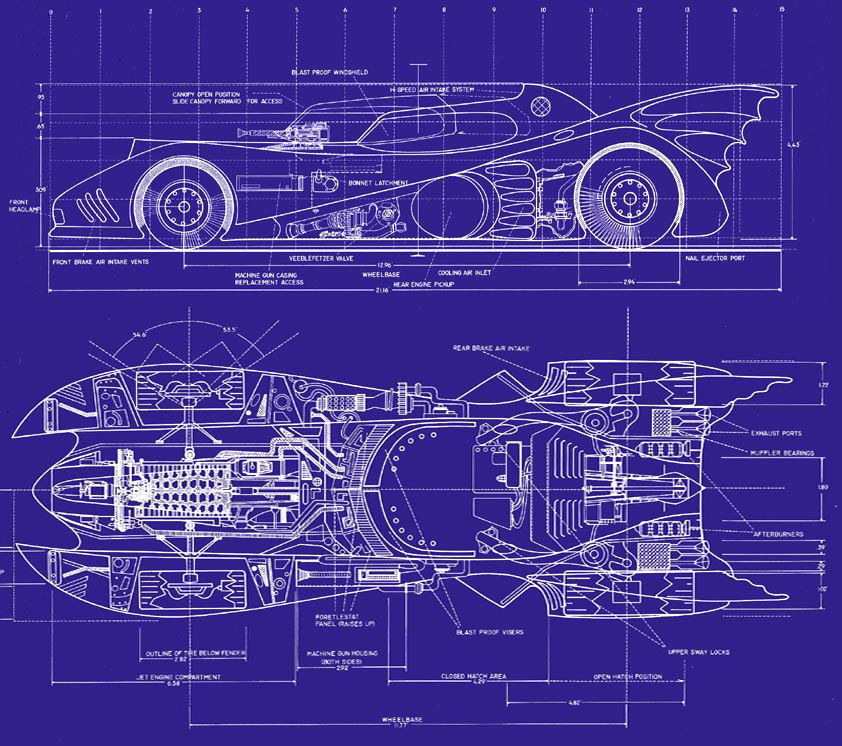 0 1 2 3 4 5 6 7 8 9 10 11 12 13 14 15
BLAST PROOF WINDSHIELD
HI-SPEED AIR INTAKE SYSTEM
CANOPY OPEN POSITION
SLIDE CANOPY FORWARD FOR ACCESS
.95
.65
4.43
BONNET LATCHMENT
3.09
FRONT
HEADLAMP
FRONT BRAKE AIR INTAKE VENTS
VEEBLEFETZER VALVE
NAIL EJECTOR PORT
12.96
MACHINE GUN CASING
REPLACEMENT ACCESS
WHEELBASE
COOLING AIR INLET
REAR ENGINE PICKUP
2.94
21.16
54.6
53.5
REAR BRAKE AIR INTAKE
1.22
EXHAUST PORTS
MUFFLER BEARINGS
1.80
AFTERBURNERS
.39
1.02
FORETLESTAT
PANEL (RAISES UP)
BLAST PROOF VISERS
UPPER SWAY LOCKS
OUTLINE OF TIRE BELOW FENDER
2.82
MACHINE GUN HOUSING
(BOTH SIDES)
2.92
JET ENGINE COMPARTMENT
6.38
CLOSED HATCH AREA
4.29
OPEN HATCH POSITION
4.82
WHEELBASE
11.77